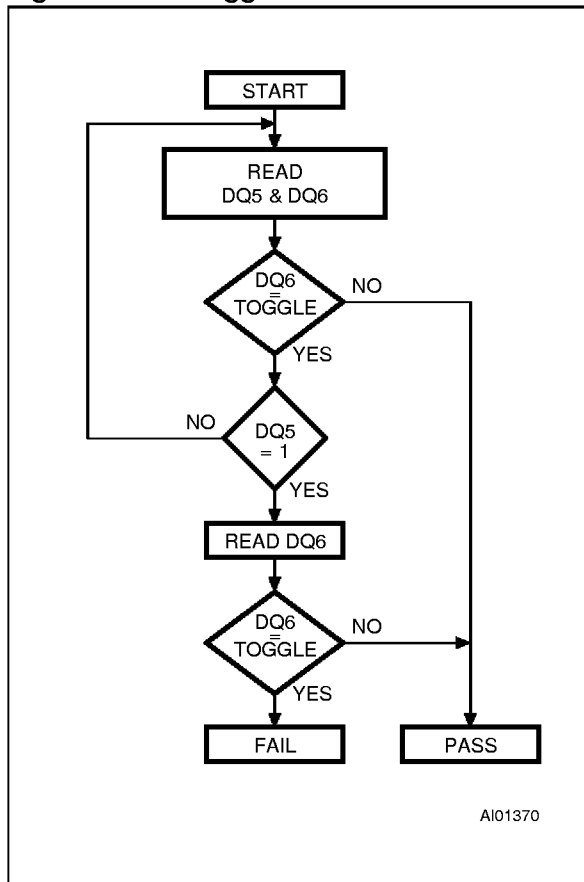 START
READ
DQ5 & DQ6
DQ6
=
TOGGLE
NO
YES
NO
DQ5
= 1
YES
READ DQ6
DQ6
=
TOGGLE
NO
YES
FAIL
PASS
AI01370